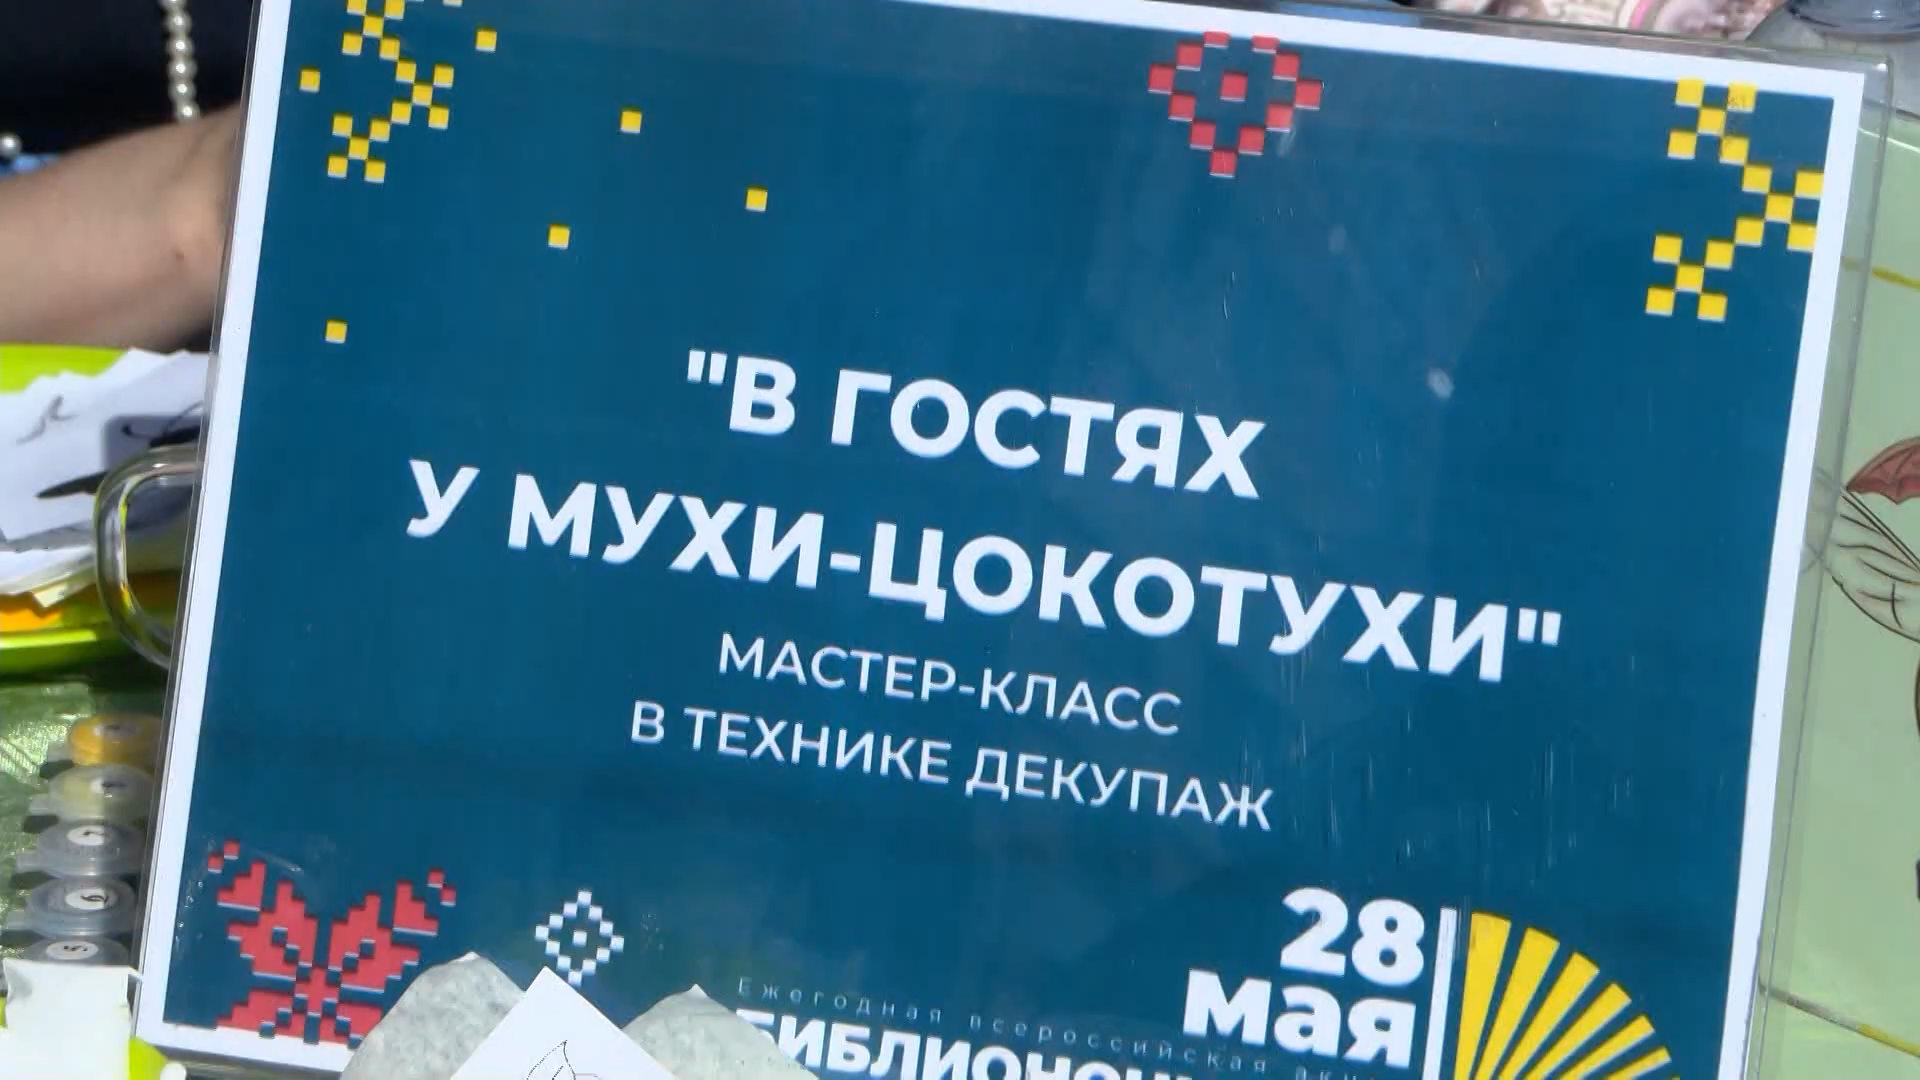 "В ГОСТЯХ
У МУХИ-ЦОКОТУХИ"
МАСТЕР-КЛАСС
В ТЕХНИКЕ ДЕКУПАЖ
28
мая
Ежегодная всероссийская